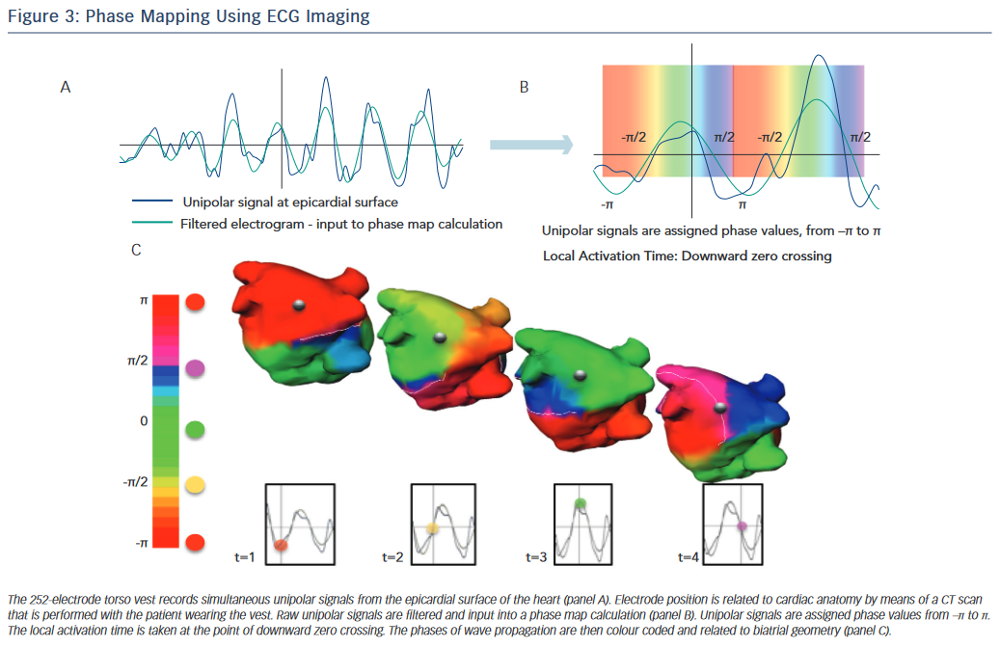 Figure 3: Phase Mapping Using ECG Imaging
A
B
-π/2
π/2
-π/2
π/2
-π
π
Unipolar signal at epicardial surface
Filtered electrogram - input to phase map calculation
Unipolar signals are assigned phase values, from –π to π
Local Activation Time: Downward zero crossing
C
π
π/2
0
-π/2
-π
t=1
t=2
t=3
t=4
The 252-electrode torso vest records simultaneous unipolar signals from the epicardial surface of the heart (panel A). Electrode position is related to cardiac anatomy by means of a CT scan
that is performed with the patient wearing the vest. Raw unipolar signals are filtered and input into a phase map calculation (panel B). Unipolar signals are assigned phase values from –π to π.
The local activation time is taken at the point of downward zero crossing. The phases of wave propagation are then colour coded and related to biatrial geometry (panel C).